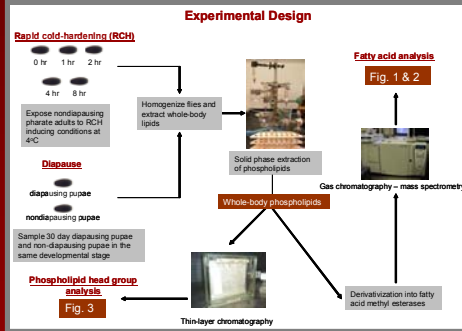 Experimental Design
Rapid cold-hardening (RCH)
0 hr
1 hr
2 hr
4 hr
8 hr
Expose nondiapausing
pharate adults to RCH
inducing conditions at
4ºC
Diapause
diapausing pupae
nondiapausing pupae
Sample 30 day diapausing pupae
and non-diapausing pupae in the
same developmental stage
Homogenize flies and
extract whole-body
lipids
Solid phase extraction
of phospholipids
Whole-body phospholipids
Fatty acid analysis
Fig. 1 & 2
Gas chromatography – mass spectrometry
Derivativization into fatty
acid methyl esterases
Thin-layer chromatography
Phospholipid head group
analysis
Fig. 3